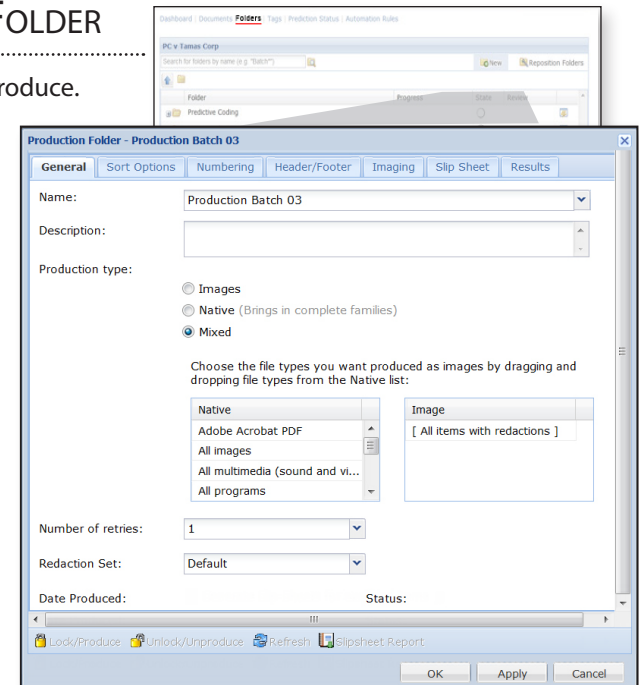 FOLDER
roduce.
Dashboard | Documents Folders | Tags | Prediction Status | Automation Rules
PC v Tamas Corp
Search for folders by name (e.g. "Batch*")
New Reposition Folders
Folder Progress State Review
Predictive Coding
Production Folder - Production Batch 03
General Sort Options Numbering Header/Footer Imaging Slip Sheet Results
Name: Production Batch 03
Description:
Production type:
Images
Native (Brings in complete families)
Mixed
Choose the file types you want produced as images by dragging and
dropping file types from the Native list:
Native Image
Adobe Acrobat PDF [ All items with redactions ]
All images
All multimedia (sound and vi...
All programs
Number of retries: 1
Redaction Set: Default
Date Produced: Status:
Lock/Produce Unlock/Unproduce Refresh Slipsheet Report
OK Apply Cancel